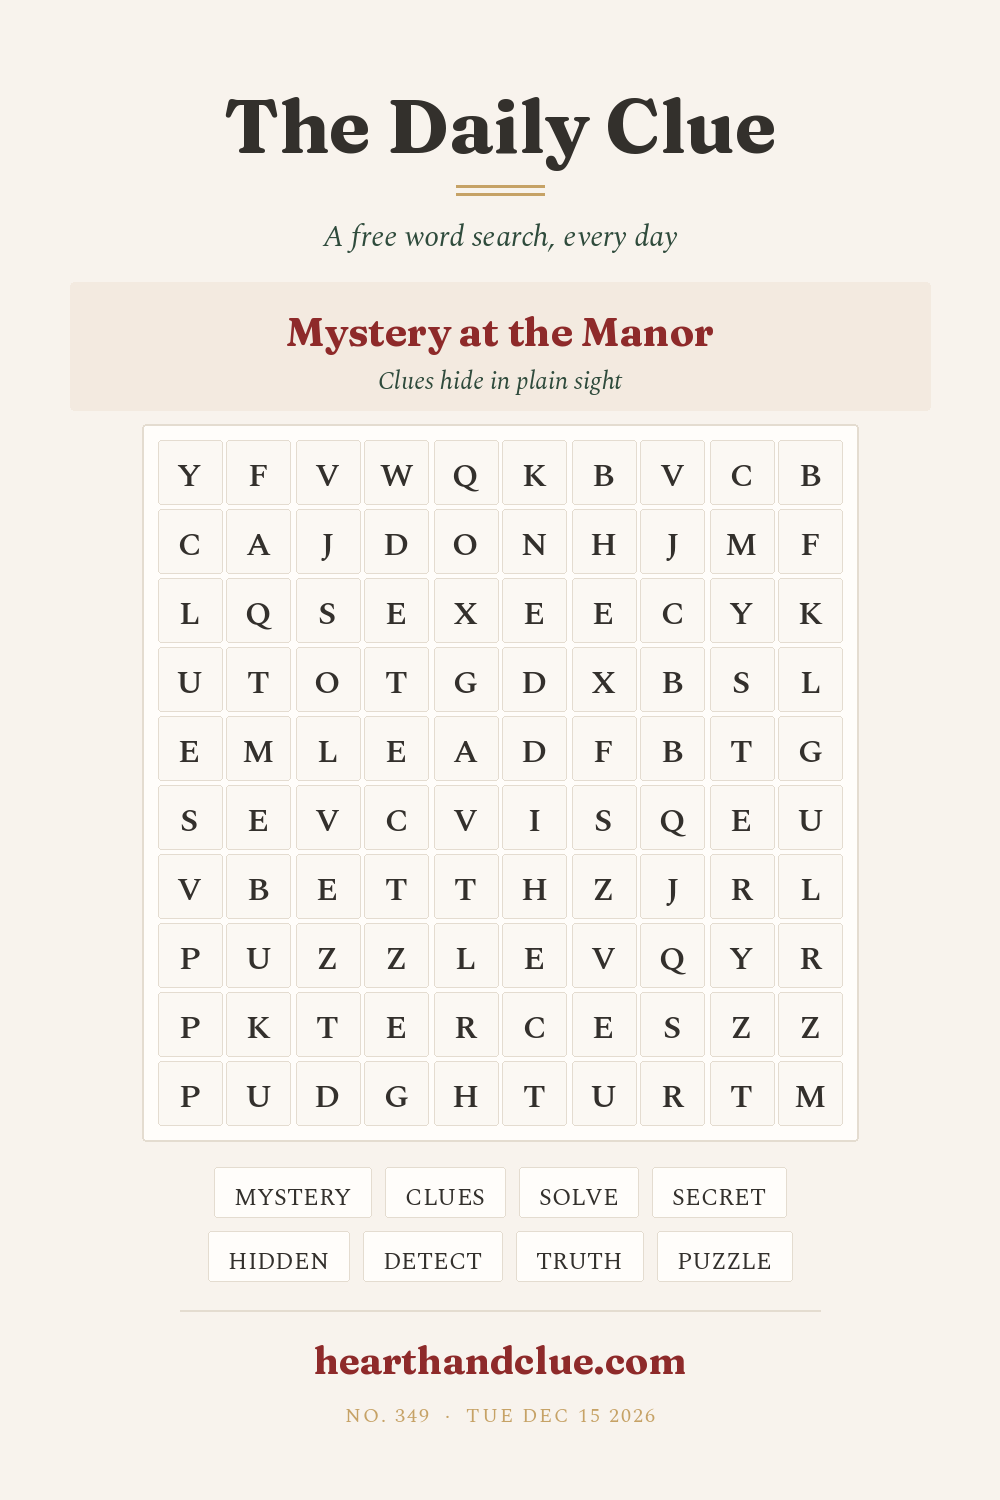 The Daily Clue
A free word search, every day
Mystery at the Manor
Clues hide in plain sight
Y F V W Q K B V C B
C A J D O N H J M F
L Q S E X E E C Y K
U T O T G D X B S L
E M L E A D F B T G
S E V C V I S Q E U
V B E T T H Z J R L
P U Z Z L E V Q Y R
P K T E R C E S Z Z
P U D G H T U R T M
MYSTERY CLUES SOLVE SECRET
HIDDEN DETECT TRUTH PUZZLE
hearthandclue.com
NO. 349 · TUE DEC 15 2026